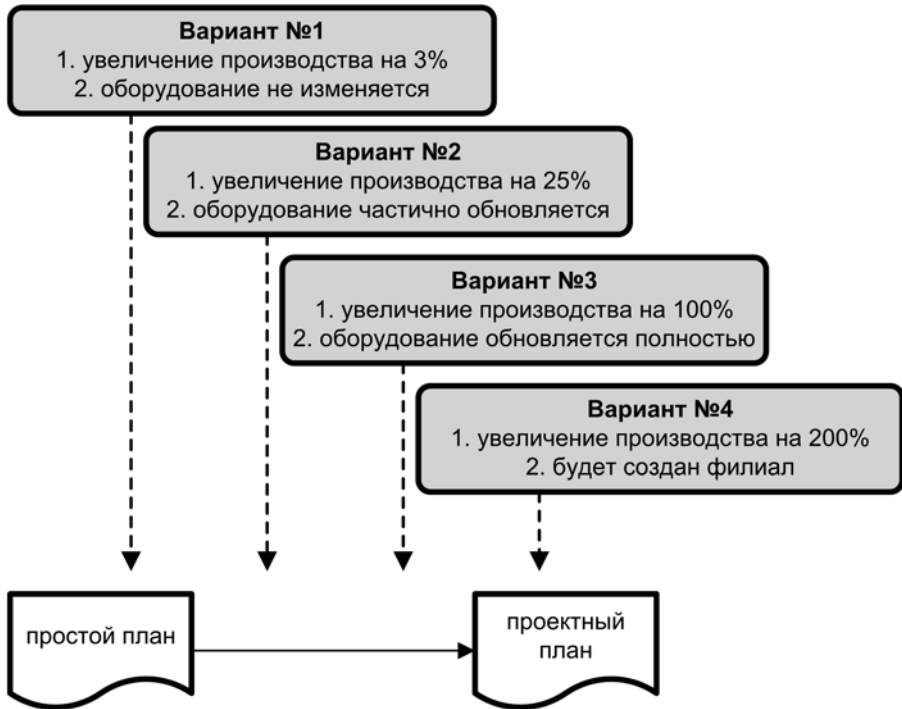 Вариант №1
1. увеличение производства на 3%
2. оборудование не изменяется
Вариант №2
1. увеличение производства на 25%
2. оборудование частично обновляется
Вариант №3
1. увеличение производства на 100%
2. оборудование обновляется полностью
Вариант №4
1. увеличение производства на 200%
2. будет создан филиал
простой план
проектный
план